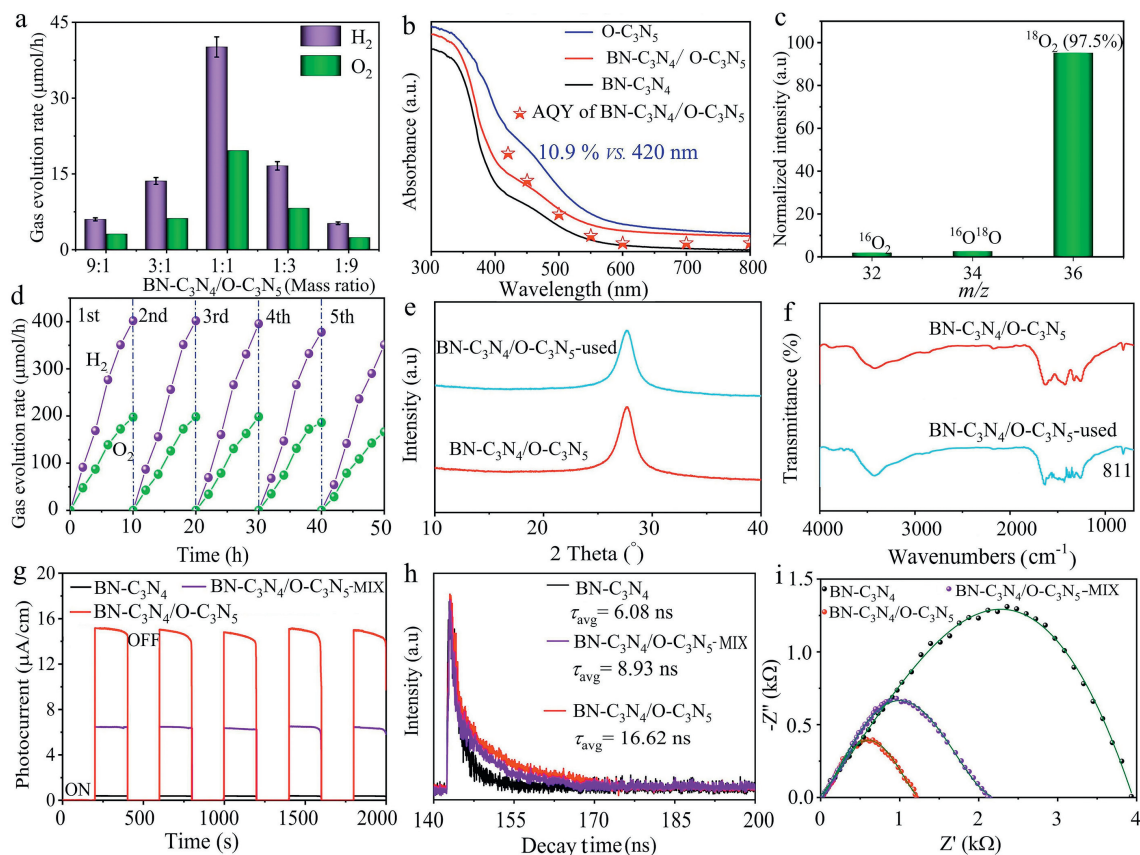 a
Gas evolution rate (μmol/h)
45
30
15
0
H₂
O₂
9:1 3:1 1:1 1:3 1:9
BN-C₃N₄/O-C₃N₅ (Mass ratio)
b
Absorbance (a.u.)
O-C₃N₅
BN-C₃N₄/ O-C₃N₅
BN-C₃N₄
AQY of BN-C₃N₄/O-C₃N₅
10.9 % vs. 420 nm
300 400 500 600 700 800
Wavelength (nm)
c
Normalized intensity (a.u)
100
80
60
40
20
0
¹⁸O₂ (97.5%)
¹⁶O₂
¹⁶O¹⁸O
32 34 36
m/z
d
Gas evolution rate (μmol/h)
400
300
200
100
0
1st 2nd 3rd 4th 5th
H₂
O₂
0 10 20 30 40 50
Time (h)
e
Intensity (a.u)
BN-C₃N₄/O-C₃N₅-used
BN-C₃N₄/O-C₃N₅
10 20 30 40
2 Theta (°)
f
Transmittance (%)
BN-C₃N₄/O-C₃N₅
BN-C₃N₄/O-C₃N₅-used
811
4000 3000 2000 1000
Wavenumbers (cm⁻¹)
g
Photocurrent (μA/cm)
20
16
12
8
4
0
BN-C₃N₄
BN-C₃N₄/O-C₃N₅-MIX
BN-C₃N₄/O-C₃N₅
OFF
ON
0 500 1000 1500 2000
Time (s)
h
Intensity (a.u)
BN-C₃N₄
τavg= 6.08 ns
BN-C₃N₄/O-C₃N₅-MIX
τavg= 8.93 ns
BN-C₃N₄/O-C₃N₅
τavg= 16.62 ns
140 155 170 185 200
Decay time (ns)
i
-Z" (kΩ)
1.5
1.0
0.5
0.0
BN-C₃N₄
BN-C₃N₄/O-C₃N₅-MIX
BN-C₃N₄/O-C₃N₅
0 1 2 3 4
Z' (kΩ)